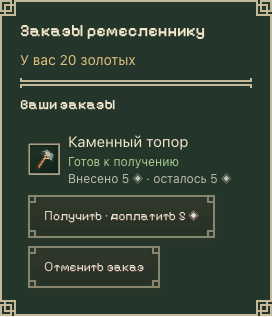 Заказы ремесленнику
У вас 20 золотых
Ваши заказы
Каменный топор
Готов к получению
Внесено 5 ◈ · осталось 5 ◈
Получить · доплатить 5 ◈
Отменить заказ